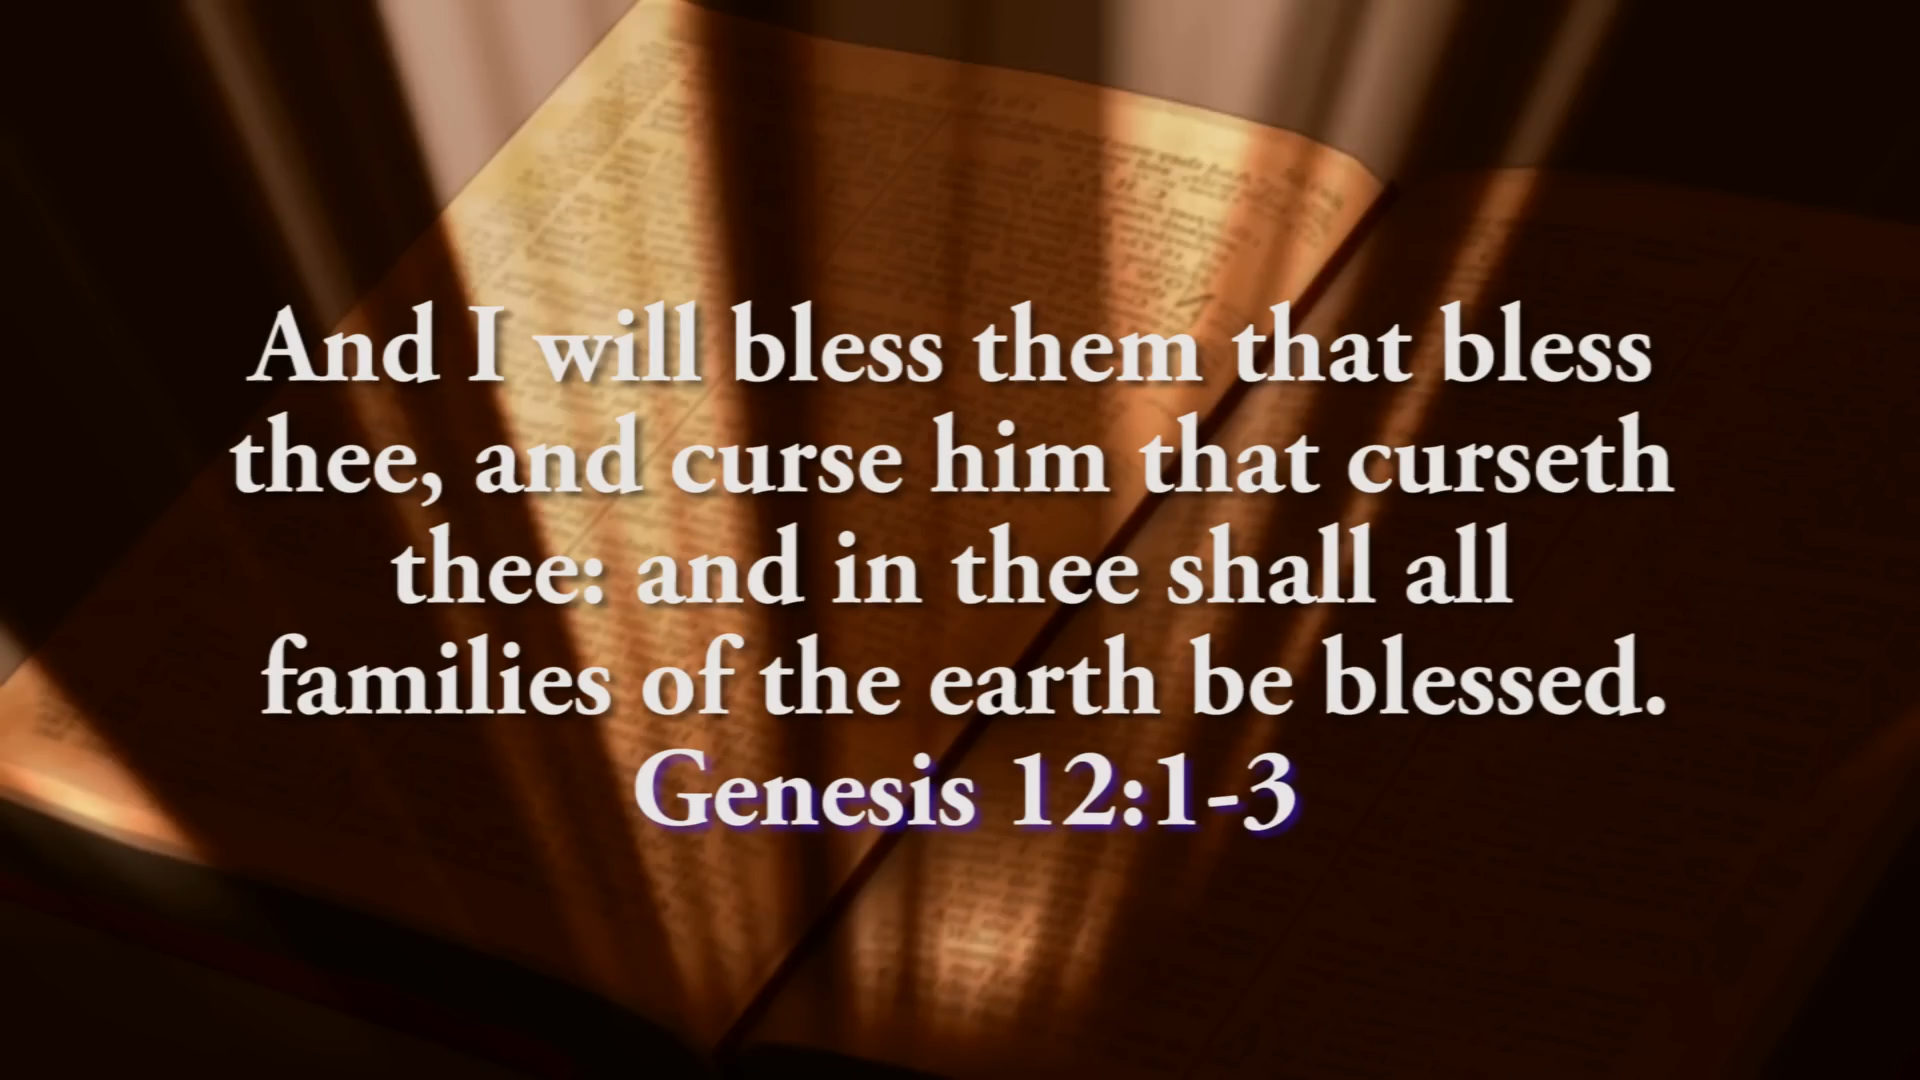 And I will bless them that bless
thee, and curse him that curseth
thee: and in thee shall all
families of the earth be blessed.
Genesis 12:1-3